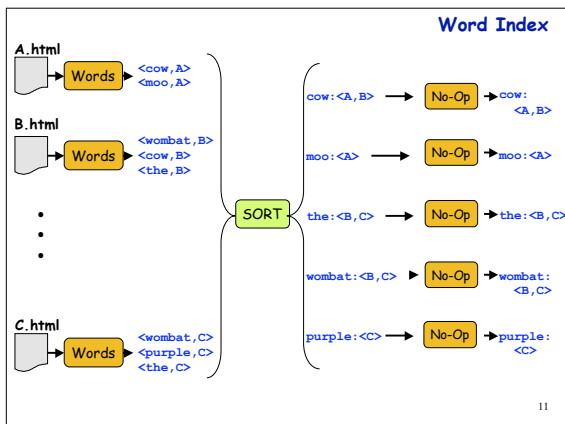 Word Index
A.html
Words
<cow,A>
<moo,A>
B.html
Words
<wombat,B>
<cow,B>
<the,B>
C.html
Words
<wombat,C>
<purple,C>
<the,C>
SORT
cow:<A,B>
No-Op
cow:
<A,B>
moo:<A>
No-Op
moo:<A>
the:<B,C>
No-Op
the:<B,C>
wombat:<B,C>
No-Op
wombat:
<B,C>
purple:<C>
No-Op
purple:
<C>
11